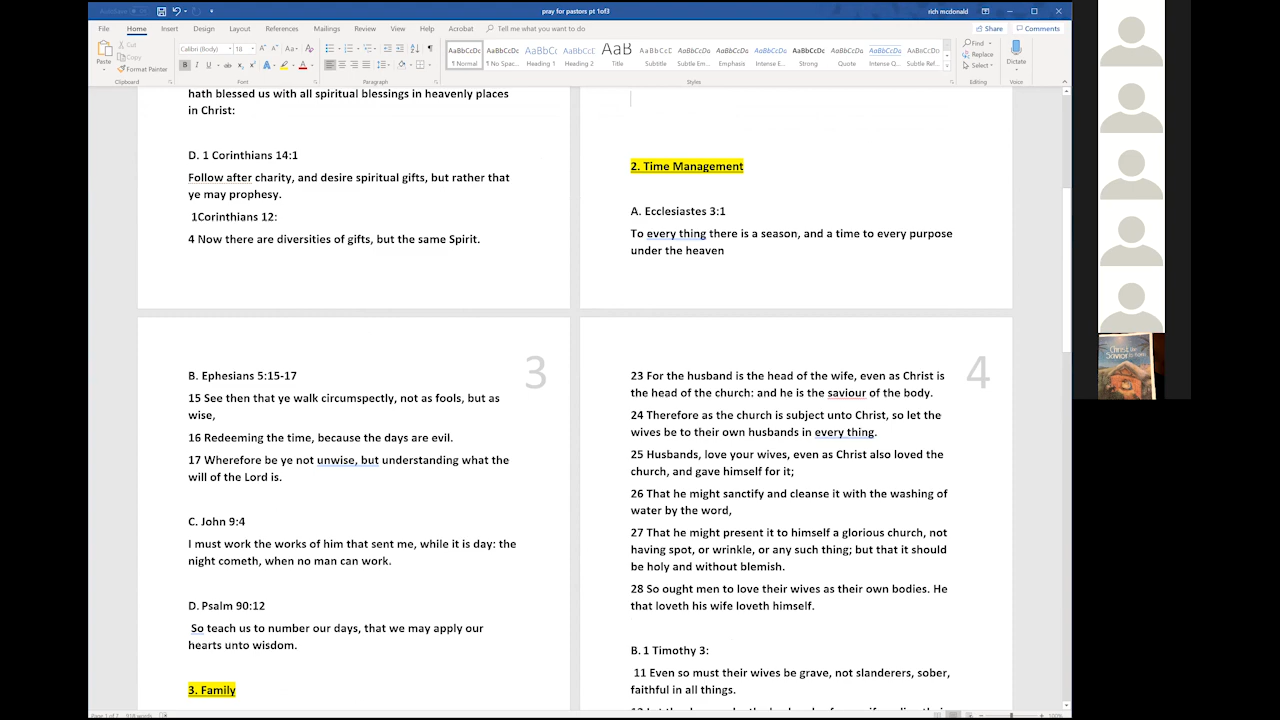 pray for pastors pt 1of3
rich mcdonald
File Home Insert Draw Design Layout References Mailings Review View Help Acrobat Tell me what you want to do
Share Comments
Paste
Cut
Copy
Format Painter
Clipboard
Calibri (Body) 18
Font
Paragraph
¶ Normal
¶ No Spac...
Heading 1
Heading 2
Title
Subtitle
Subtle Em...
Emphasis
Intense E...
Strong
Quote
Intense Q...
Subtle Ref...
Styles
Find
Replace
Select
Editing
Dictate
Voice
hath blessed us with all spiritual blessings in heavenly places
in Christ:
D. 1 Corinthians 14:1
Follow after charity, and desire spiritual gifts, but rather that
ye may prophesy.
1Corinthians 12:
4 Now there are diversities of gifts, but the same Spirit.
2. Time Management
A. Ecclesiastes 3:1
To every thing there is a season, and a time to every purpose
under the heaven
3
B. Ephesians 5:15-17
15 See then that ye walk circumspectly, not as fools, but as
wise,
16 Redeeming the time, because the days are evil.
17 Wherefore be ye not unwise, but understanding what the
will of the Lord is.
C. John 9:4
I must work the works of him that sent me, while it is day: the
night cometh, when no man can work.
D. Psalm 90:12
So teach us to number our days, that we may apply our
hearts unto wisdom.
3. Family
4
23 For the husband is the head of the wife, even as Christ is
the head of the church: and he is the saviour of the body.
24 Therefore as the church is subject unto Christ, so let the
wives be to their own husbands in every thing.
25 Husbands, love your wives, even as Christ also loved the
church, and gave himself for it;
26 That he might sanctify and cleanse it with the washing of
water by the word,
27 That he might present it to himself a glorious church, not
having spot, or wrinkle, or any such thing; but that it should
be holy and without blemish.
28 So ought men to love their wives as their own bodies. He
that loveth his wife loveth himself.
B. 1 Timothy 3:
11 Even so must their wives be grave, not slanderers, sober,
faithful in all things.
Christ the
Savior is Born